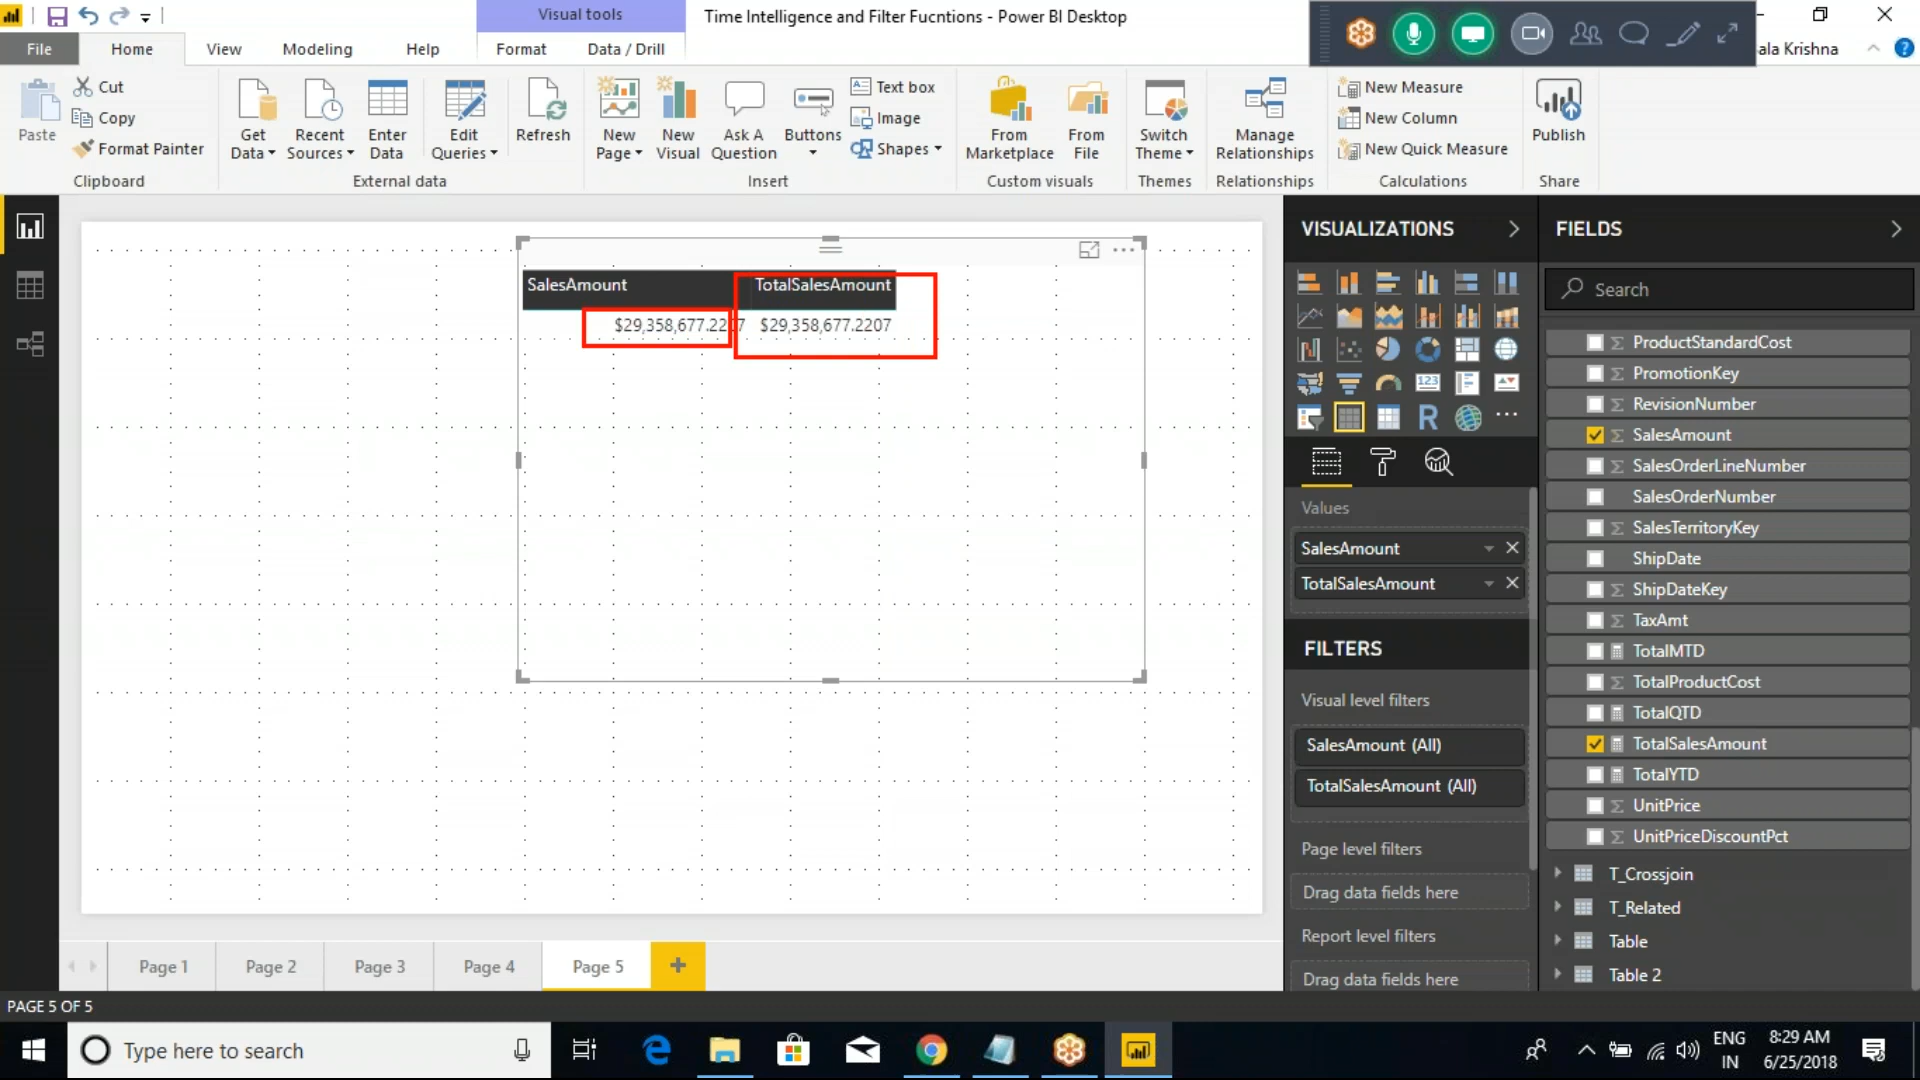 Visual tools
Time Intelligence and Filter Fucntions - Power BI Desktop
File
Home
View
Modeling
Help
Format
Data / Drill
ala Krishna
Paste
Cut
Copy
Format Painter
Clipboard
Get Data
Recent Sources
Enter Data
Edit Queries
Refresh
External data
New Page
New Visual
Ask A Question
Buttons
Text box
Image
Shapes
Insert
From Marketplace
From File
Custom visuals
Switch Theme
Themes
Manage Relationships
Relationships
New Measure
New Column
New Quick Measure
Calculations
Publish
Share
SalesAmount TotalSalesAmount
$29,358,677.2207 $29,358,677.2207
VISUALIZATIONS
123
R
Values
SalesAmount
TotalSalesAmount
FILTERS
Visual level filters
SalesAmount (All)
TotalSalesAmount (All)
Page level filters
Drag data fields here
Report level filters
Drag data fields here
FIELDS
Search
ProductStandardCost
PromotionKey
RevisionNumber
SalesAmount
SalesOrderLineNumber
SalesOrderNumber
SalesTerritoryKey
ShipDate
ShipDateKey
TaxAmt
TotalMTD
TotalProductCost
TotalQTD
TotalSalesAmount
TotalYTD
UnitPrice
UnitPriceDiscountPct
T_Crossjoin
T_Related
Table
Table 2
Page 1
Page 2
Page 3
Page 4
Page 5
PAGE 5 OF 5
Type here to search
ENG
IN
8:29 AM
6/25/2018